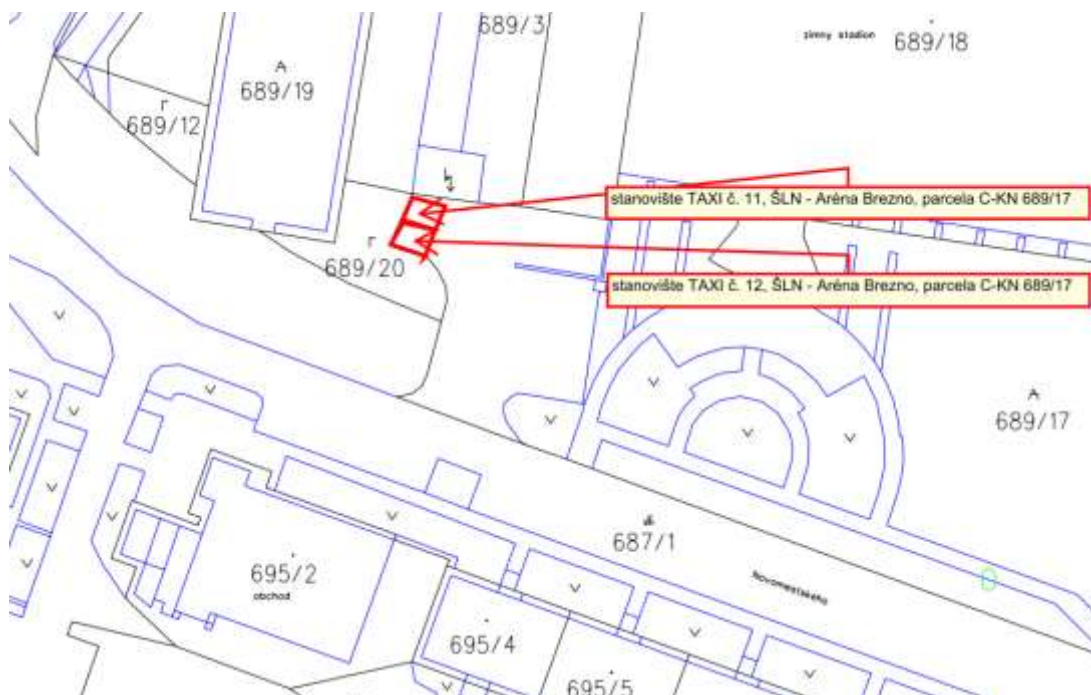 689/3
zimny stadion 689/18
689/19
689/12
stanovište TAXI č. 11, ŠLN - Aréna Brezno, parcela C-KN 689/17
689/20
stanovište TAXI č. 12, ŠLN - Aréna Brezno, parcela C-KN 689/17
689/17
687/1
695/2
obchod
Novomeského
695/4
695/5